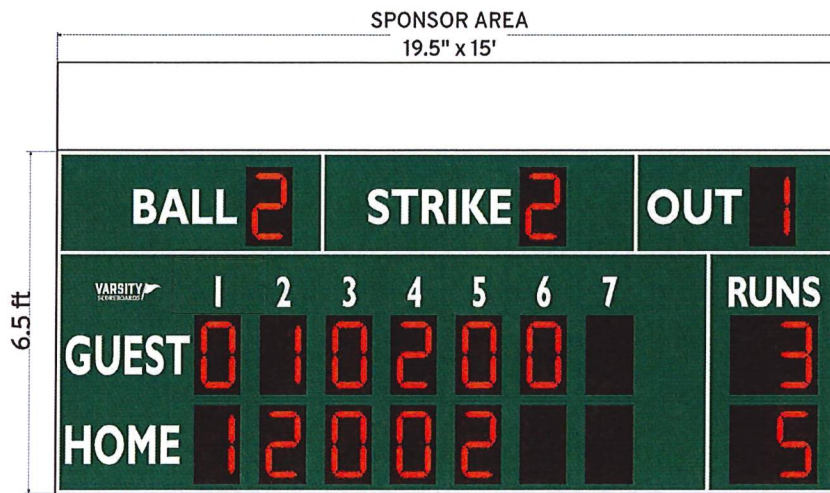 SPONSOR AREA
19.5" x 15'
6.5 ft
BALL 2 STRIKE 2 OUT 1
VARSITY
SCOREBOARDS
1 2 3 4 5 6 7 RUNS
GUEST 0 1 0 2 0 0 3
HOME 1 2 0 0 2 5